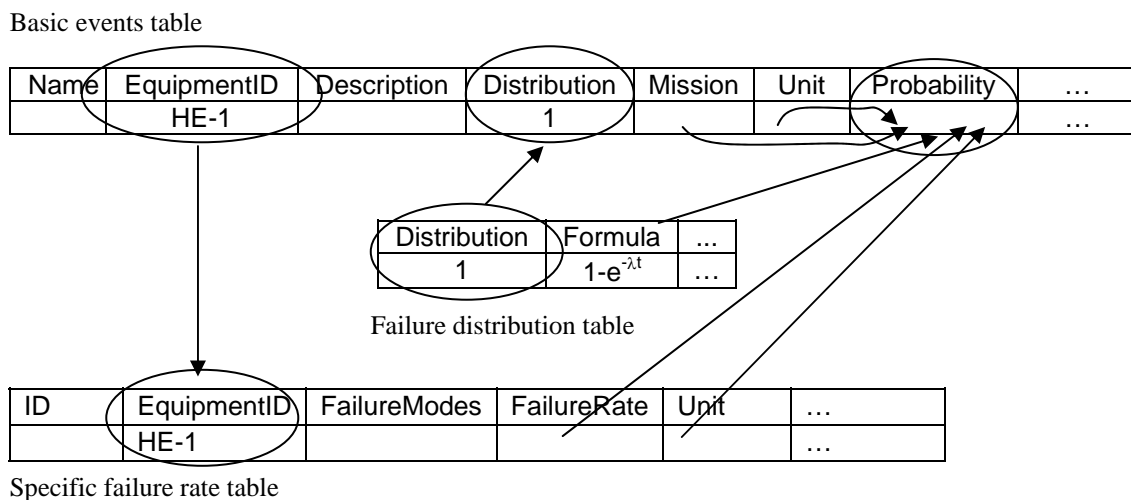 Basic events table
Name EquipmentID Description Distribution Mission Unit Probability …
HE-1 1 …
Distribution Formula ...
1 1-e^-λt …
Failure distribution table
ID EquipmentID FailureModes FailureRate Unit …
HE-1 …
Specific failure rate table